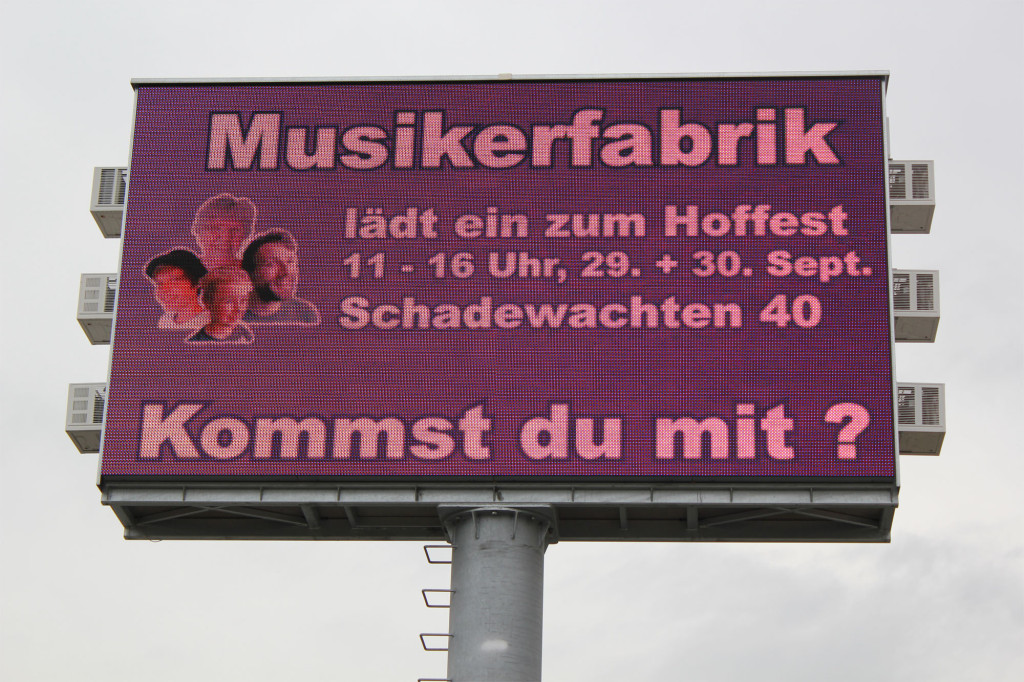 Musikerfabrik
lädt ein zum Hoffest
11 - 16 Uhr, 29. + 30. Sept.
Schadewachten 40
Kommst du mit ?